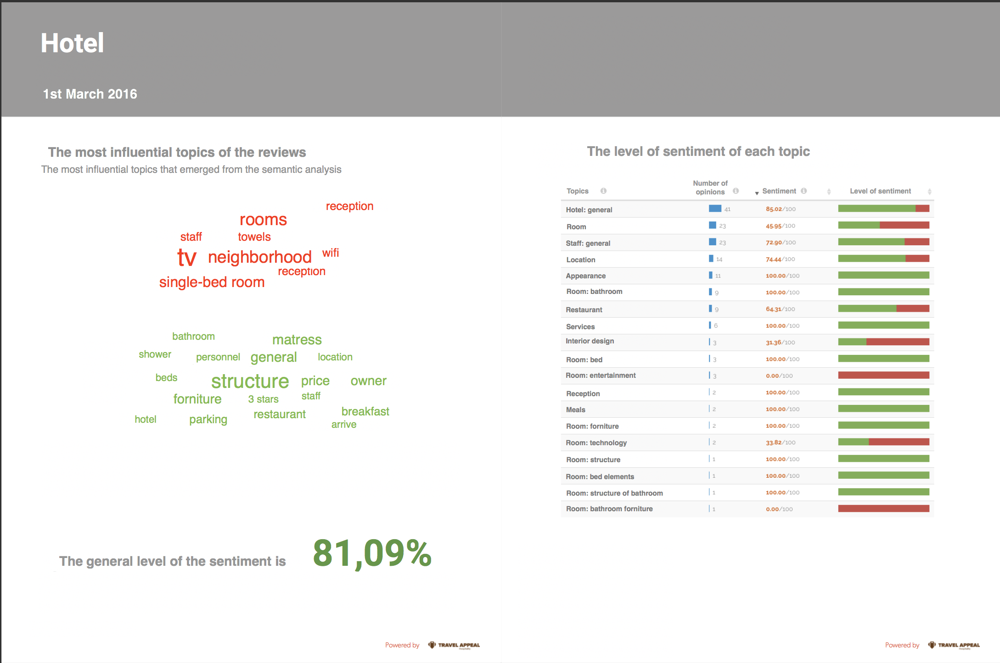 Hotel
1st March 2016
The most influential topics of the reviews
The most influential topics that emerged from the semantic analysis
reception
rooms
staff towels
tv neighborhood wifi
reception
single-bed room
bathroom matress
shower personnel general location
beds structure price owner
forniture 3 stars staff
hotel parking restaurant breakfast
arrive
The general level of the sentiment is 81,09%
Powered by TRAVEL APPEAL
Hospitality
The level of sentiment of each topic
Topics Number of opinions Sentiment Level of sentiment
Hotel: general 41 85.02/100
Room 23 45.95/100
Staff: general 23 72.90/100
Location 14 74.44/100
Appearance 11 100.00/100
Room: bathroom 9 100.00/100
Restaurant 9 64.31/100
Services 6 100.00/100
Interior design 3 31.36/100
Room: bed 3 100.00/100
Room: entertainment 3 0.00/100
Reception 2 100.00/100
Meals 2 100.00/100
Room: forniture 2 100.00/100
Room: technology 2 33.82/100
Room: structure 1 100.00/100
Room: bed elements 1 100.00/100
Room: structure of bathroom 1 100.00/100
Room: bathroom forniture 1 0.00/100
Powered by TRAVEL APPEAL
Hospitality